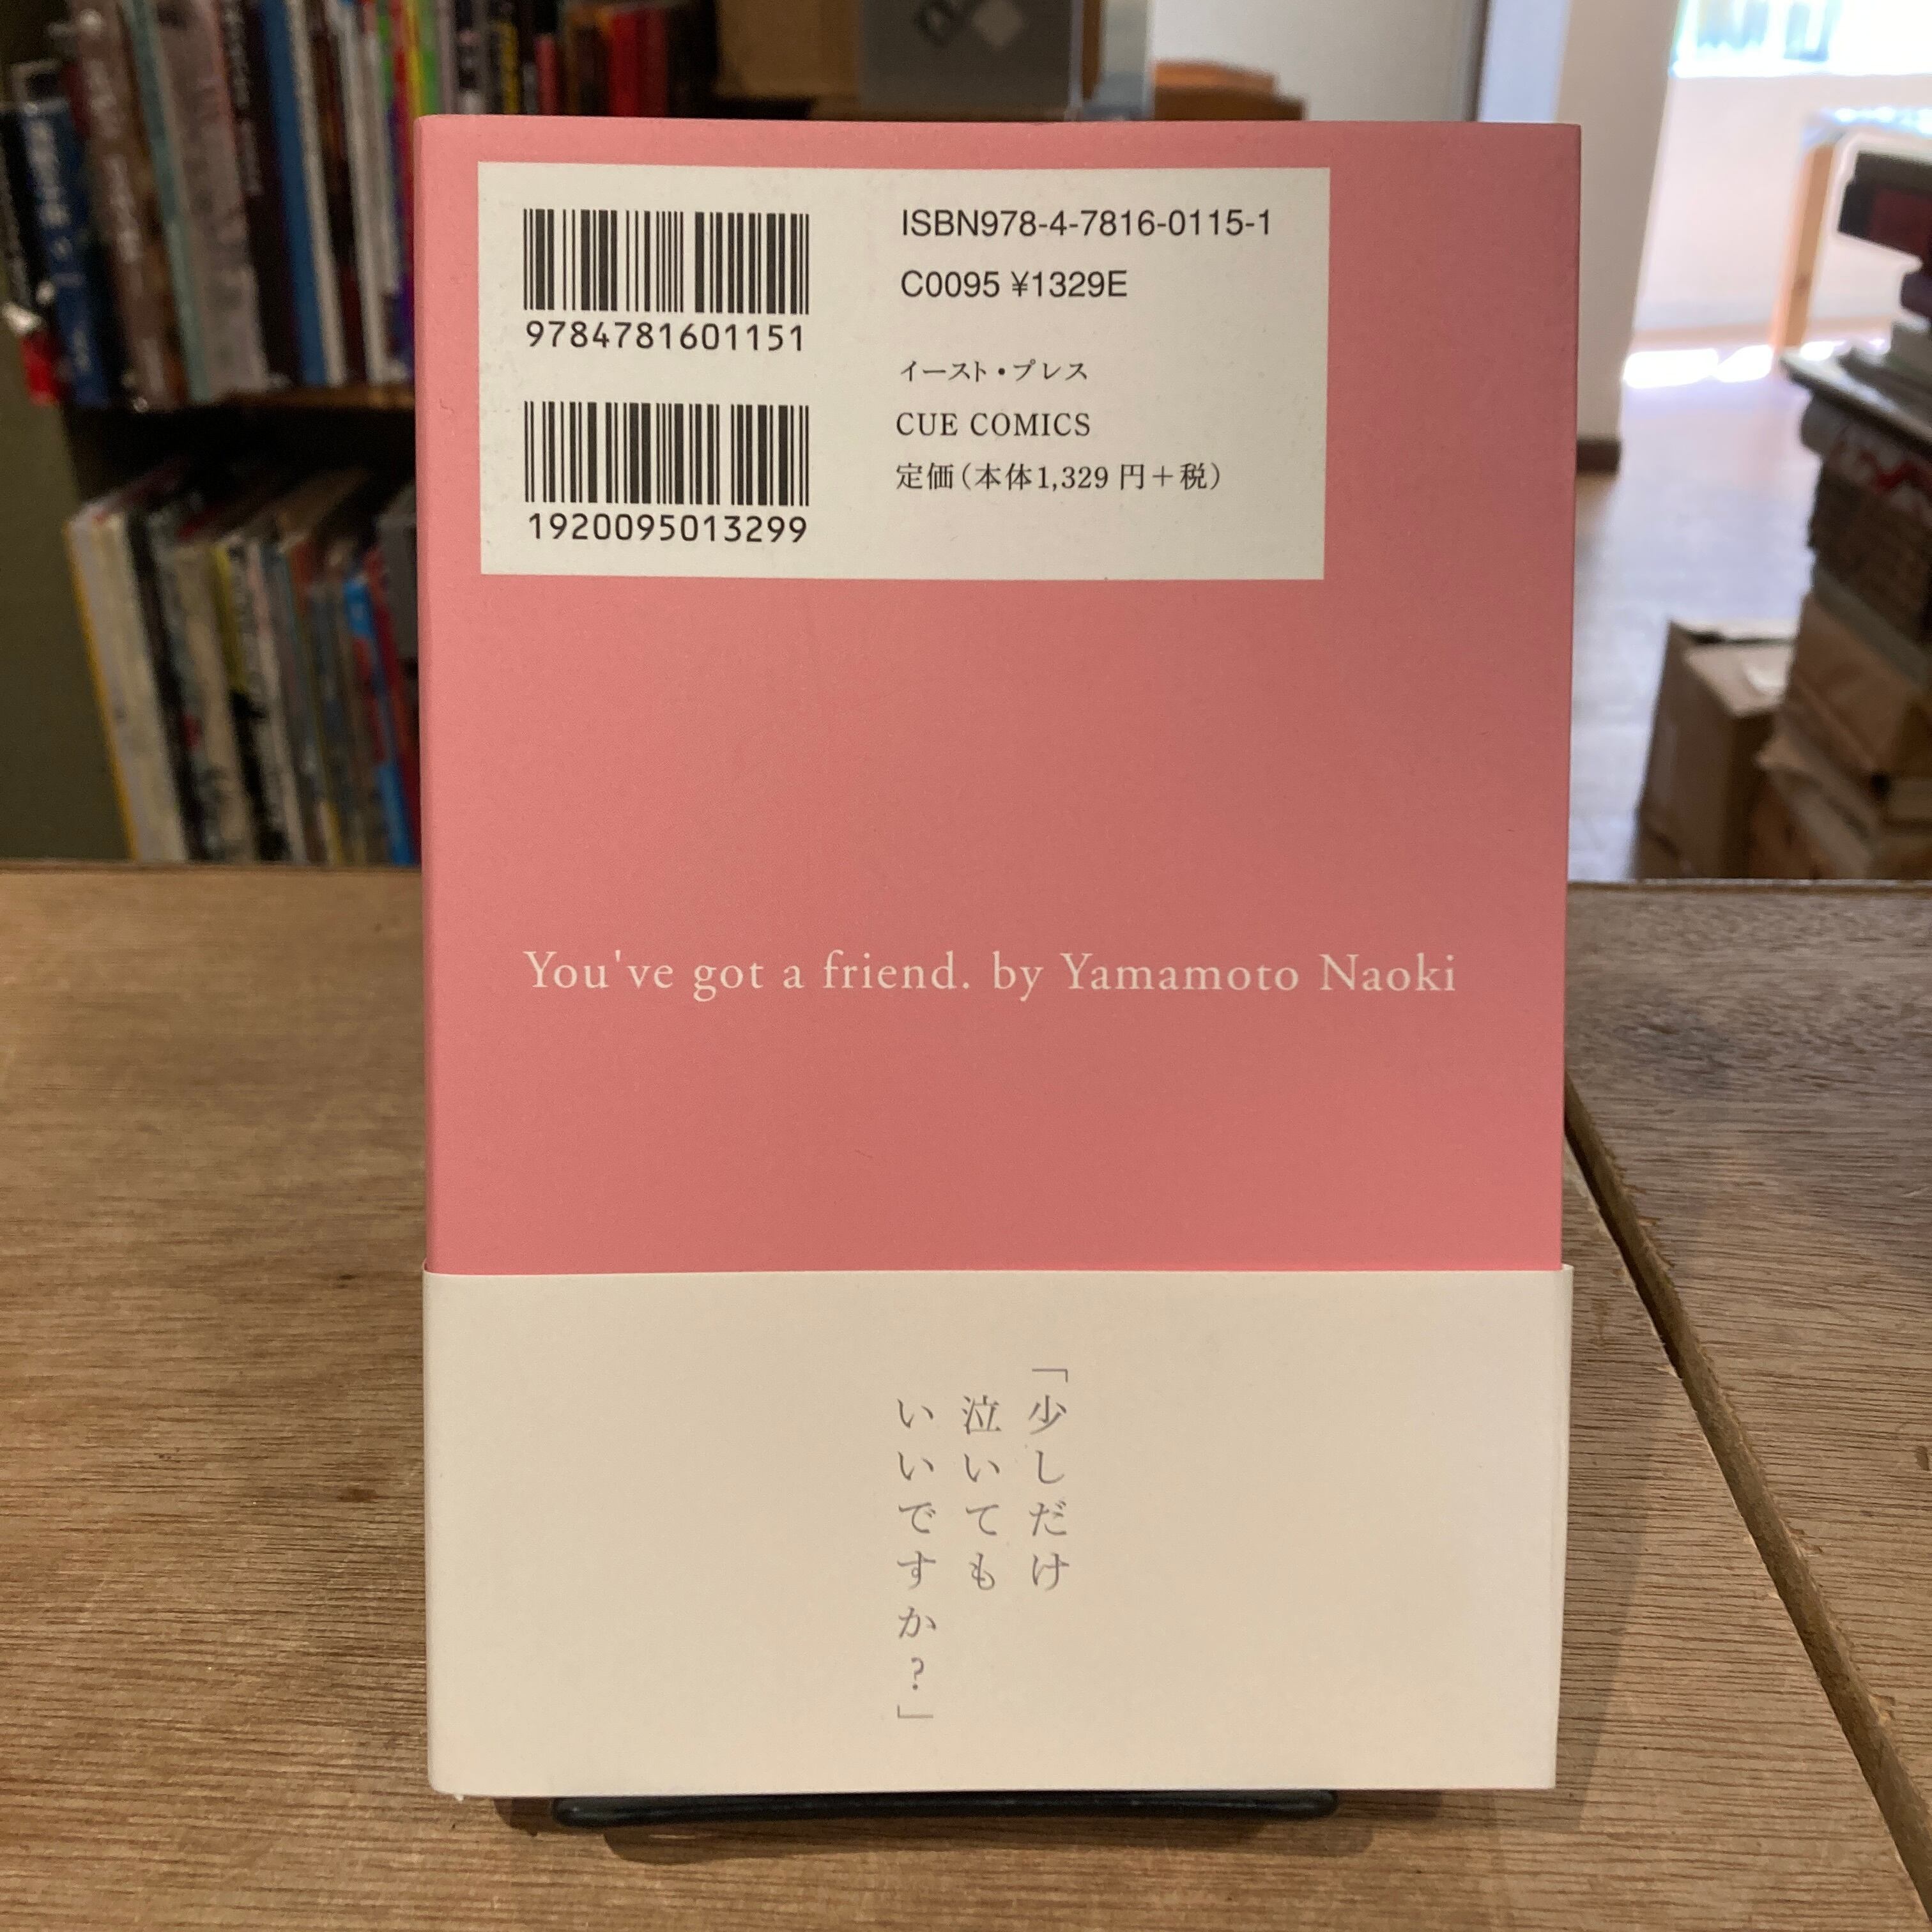 9784781601151
1920095013299
ISBN978-4-7816-0115-1
C0095 ¥1329E
イースト・プレス
CUE COMICS
定価（本体1,329円＋税）
You've got a friend. by Yamamoto Naoki
「少しだけ
泣いても
いいですか?」